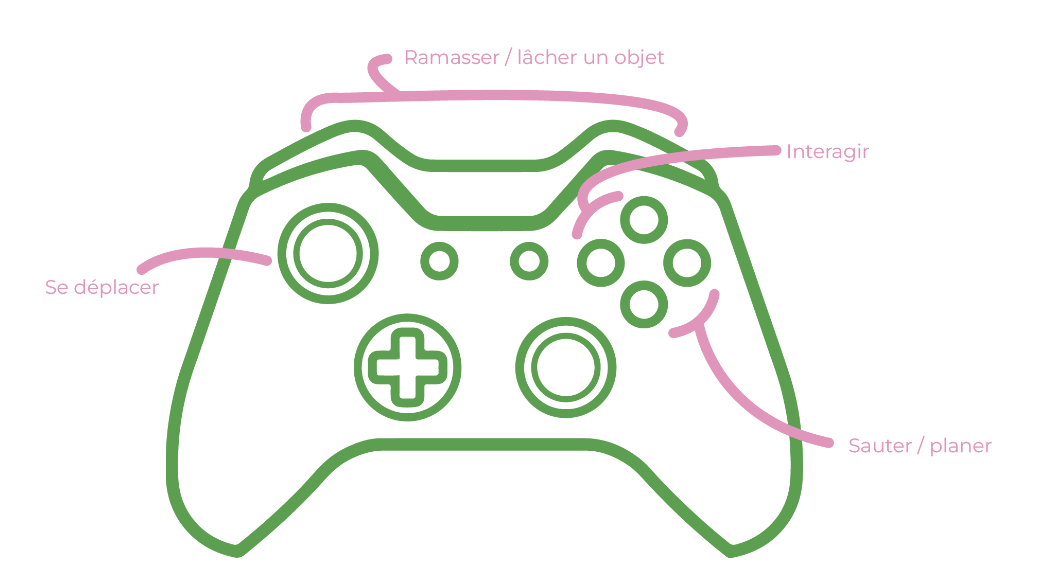 Ramasser / lâcher un objet
Interagir
Se déplacer
Sauter / planer